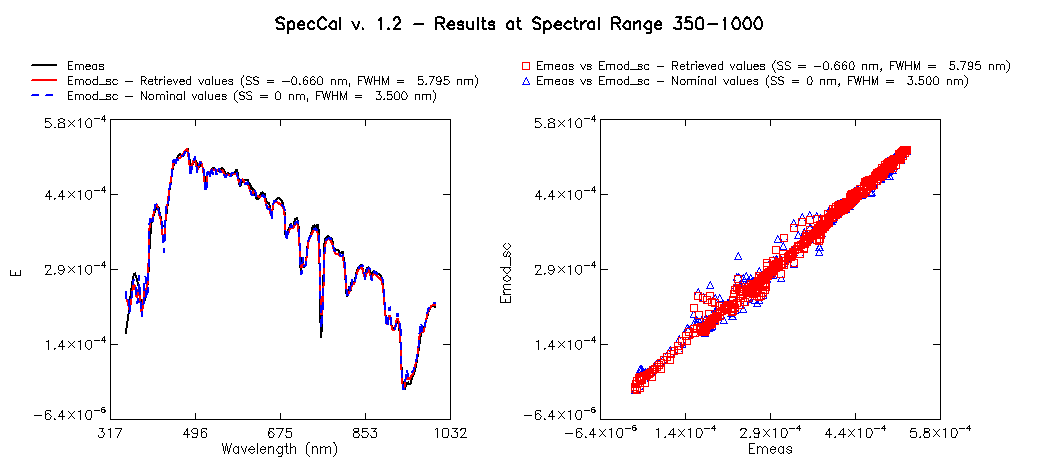 SpecCal v. 1.2 - Results at Spectral Range 350-1000
Emeas
Emod_sc - Retrieved values (SS = -0.660 nm, FWHM = 5.795 nm)
Emod_sc - Nominal values (SS = 0 nm, FWHM = 3.500 nm)
Emeas vs Emod_sc - Retrieved values (SS = -0.660 nm, FWHM = 5.795 nm)
Emeas vs Emod_sc - Nominal values (SS = 0 nm, FWHM = 3.500 nm)
5.8×10⁻⁴
4.4×10⁻⁴
2.9×10⁻⁴
1.4×10⁻⁴
-6.4×10⁻⁶
E
317 496 675 853 1032
Wavelength (nm)
5.8×10⁻⁴
4.4×10⁻⁴
2.9×10⁻⁴
1.4×10⁻⁴
-6.4×10⁻⁶
Emod_sc
-6.4×10⁻⁶ 1.4×10⁻⁴ 2.9×10⁻⁴ 4.4×10⁻⁴ 5.8×10⁻⁴
Emeas